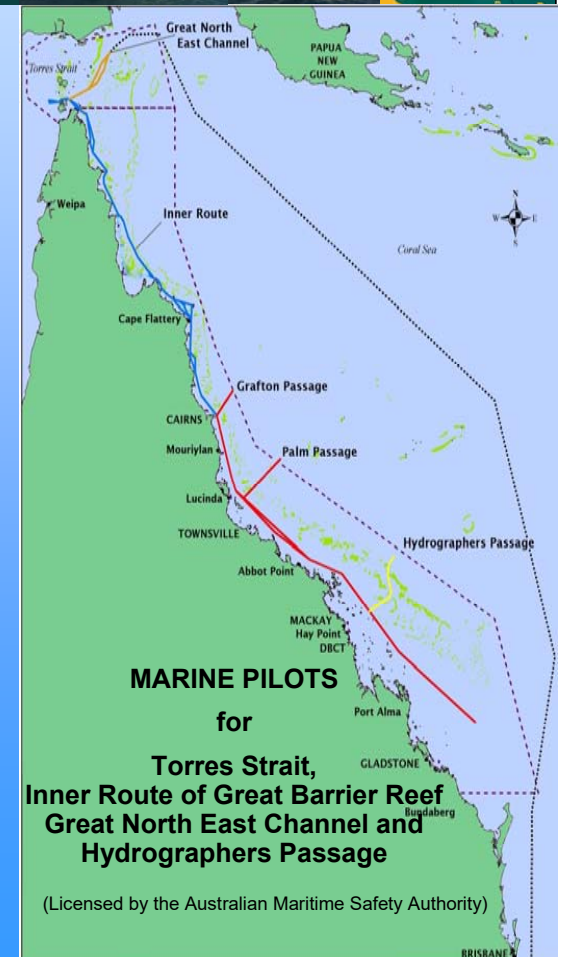 Great North
East Channel
PAPUA
NEW
GUINEA
Torres Strait
N
W
E
S
Weipa
Inner Route
Coral Sea
Cape Flattery
Grafton Passage
CAIRNS
Mouriylan
Palm Passage
Lucinda
TOWNSVILLE
Hydrographers Passage
Abbot Point
MACKAY
Hay Point
DBCT
MARINE PILOTS
for
Port Alma
Torres Strait,
GLADSTONE
Inner Route of Great Barrier Reef
Bundaberg
Great North East Channel and
Hydrographers Passage
(Licensed by the Australian Maritime Safety Authority)
BRISBANE